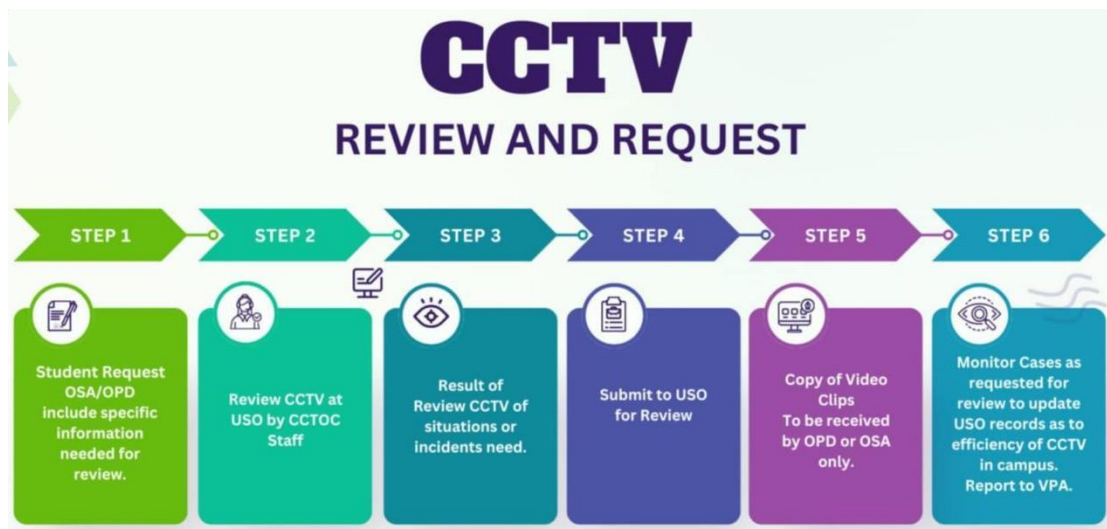 CCTV
REVIEW AND REQUEST
STEP 1
STEP 2
STEP 3
STEP 4
STEP 5
STEP 6
Student Request
OSA/OPD
include specific
information
needed for
review.
Review CCTV at
USO by CCTOC
Staff
Result of
Review CCTV of
situations or
incidents need.
Submit to USO
for Review
Copy of Video
Clips
To be received
by OPD or OSA
only.
Monitor Cases as
requested for
review to update
USO records as to
efficiency of CCTV
in campus.
Report to VPA.